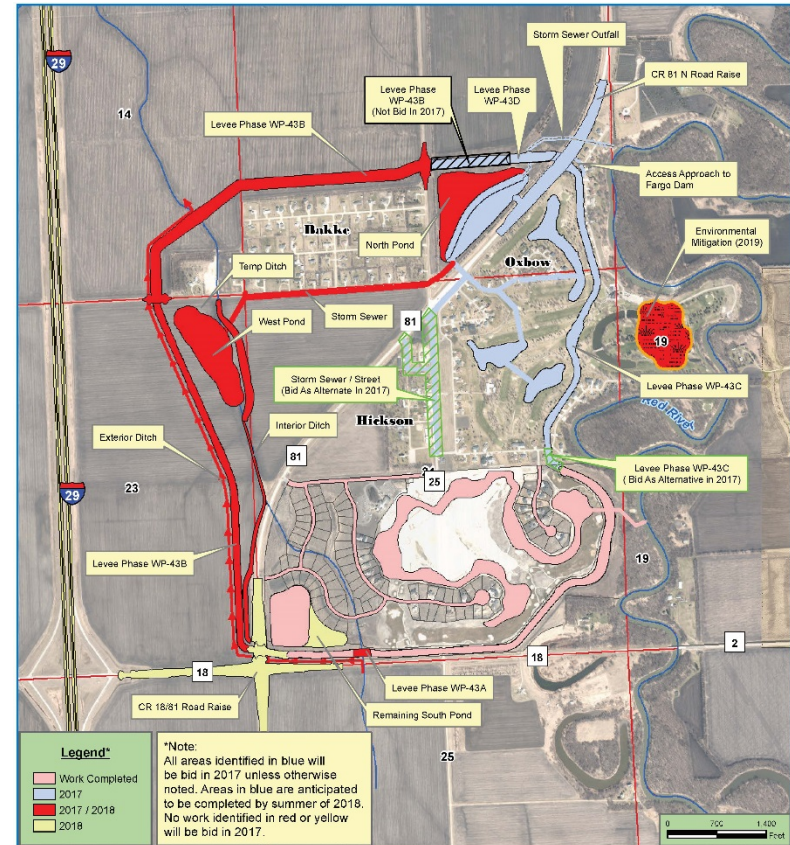 Storm Sewer Outfall
29
Levee Phase
WP-43B
(Not Bid In 2017)
Levee Phase
WP-43D
CR 81 N Road Raise
14
Levee Phase WP-43B
Access Approach to
Fargo Dam
Bakke
North Pond
Oxbow
Environmental
Mitigation (2019)
Temp Ditch
West Pond
Storm Sewer
81
19
Storm Sewer / Street
(Bid As Alternate In 2017)
Levee Phase WP-43C
Red River
Hickson
Exterior Ditch
Interior Ditch
81
25
Levee Phase WP-43C
( Bid As Alternative in 2017)
23
29
Levee Phase WP-43B
19
2
18
18
Levee Phase WP-43A
CR 18/81 Road Raise
Remaining South Pond
25
Legend*
Work Completed
2017
2017 / 2018
2018
*Note:
All areas identified in blue will
be bid in 2017 unless otherwise
noted. Areas in blue are anticipated
to be completed by summer of 2018.
No work identified in red or yellow
will be bid in 2017.
0 700 1,400
Feet